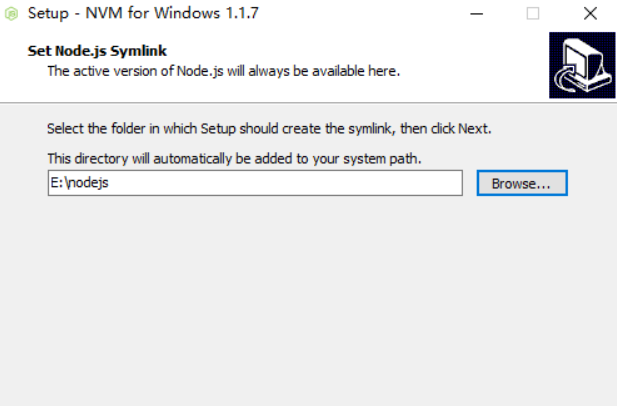 Setup - NVM for Windows 1.1.7
Set Node.js Symlink
The active version of Node.js will always be available here.
Select the folder in which Setup should create the symlink, then click Next.
This directory will automatically be added to your system path.
E:\nodejs
Browse...